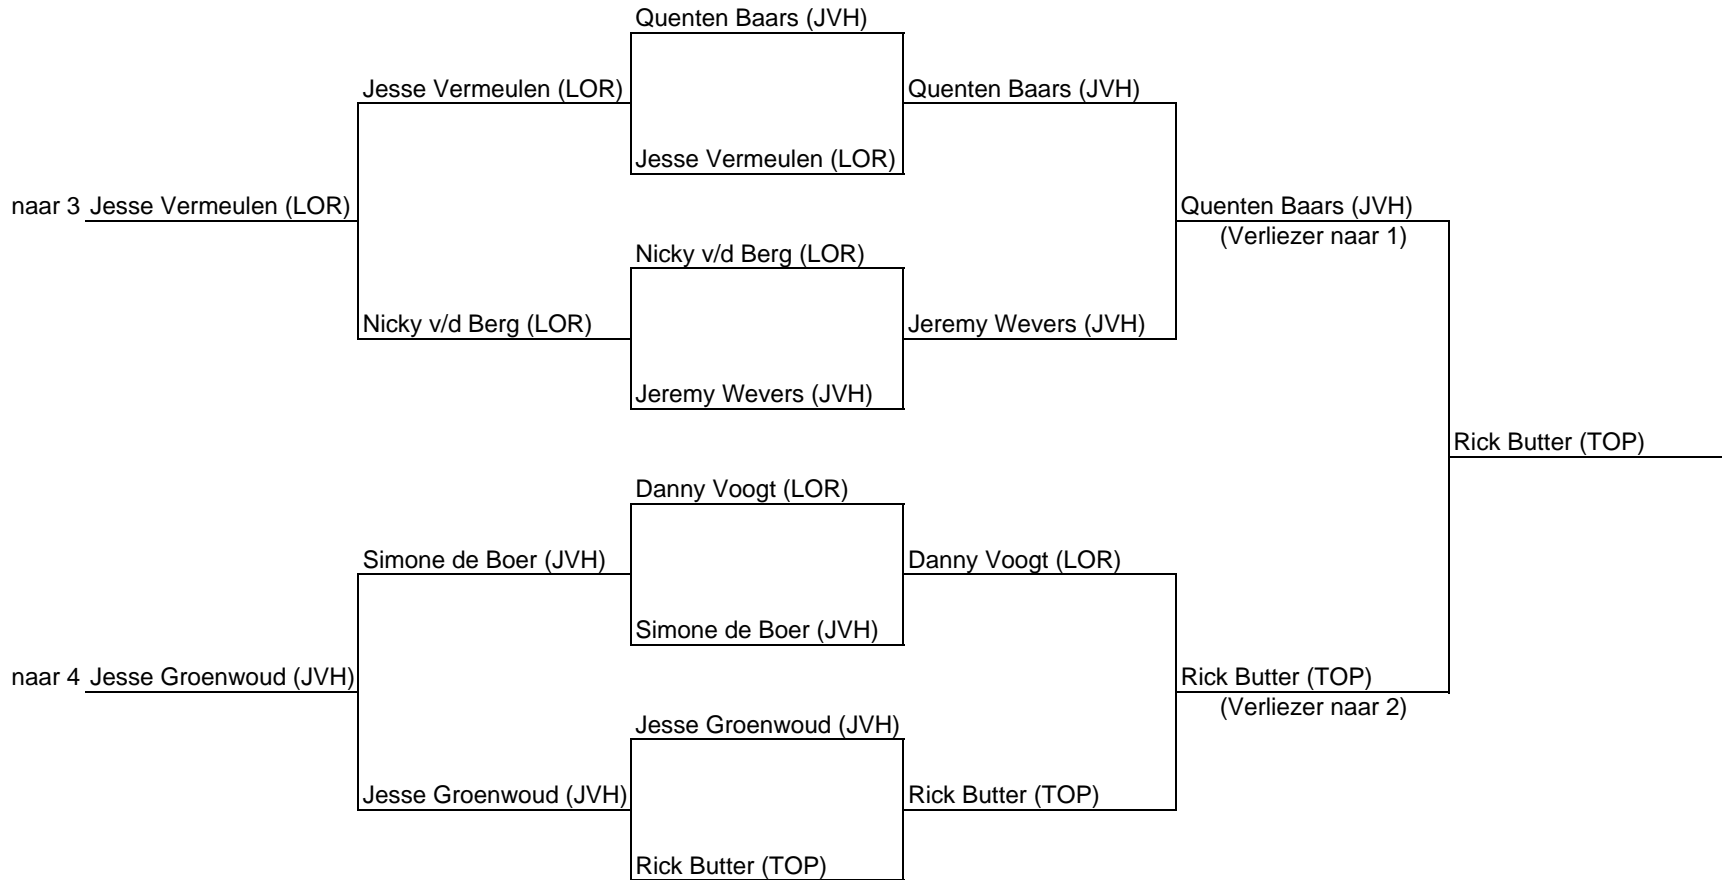 Quenten Baars (JVH)
Jesse Vermeulen (LOR)
Quenten Baars (JVH)
Jesse Vermeulen (LOR)
naar 3 Jesse Vermeulen (LOR)
Quenten Baars (JVH)
(Verliezer naar 1)
Nicky v/d Berg (LOR)
Nicky v/d Berg (LOR)
Jeremy Wevers (JVH)
Jeremy Wevers (JVH)
Rick Butter (TOP)
Danny Voogt (LOR)
Simone de Boer (JVH)
Danny Voogt (LOR)
Simone de Boer (JVH)
naar 4 Jesse Groenwoud (JVH)
Rick Butter (TOP)
(Verliezer naar 2)
Jesse Groenwoud (JVH)
Jesse Groenwoud (JVH)
Rick Butter (TOP)
Rick Butter (TOP)